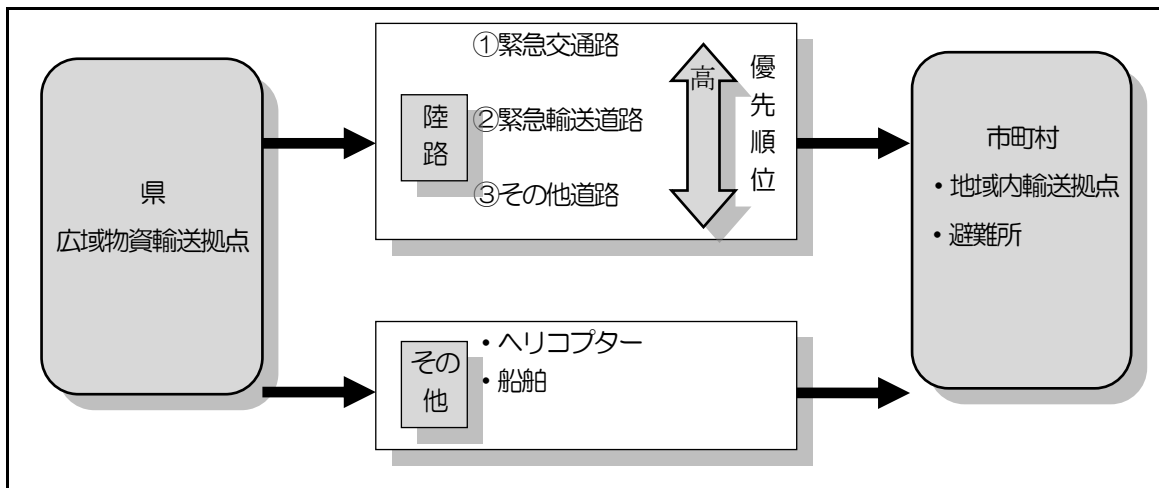 県
広域物資輸送拠点
陸路
①緊急交通路
②緊急輸送道路
③その他道路
高
優先順位
その他
・ヘリコプター
・船舶
市町村
・地域内輸送拠点
・避難所